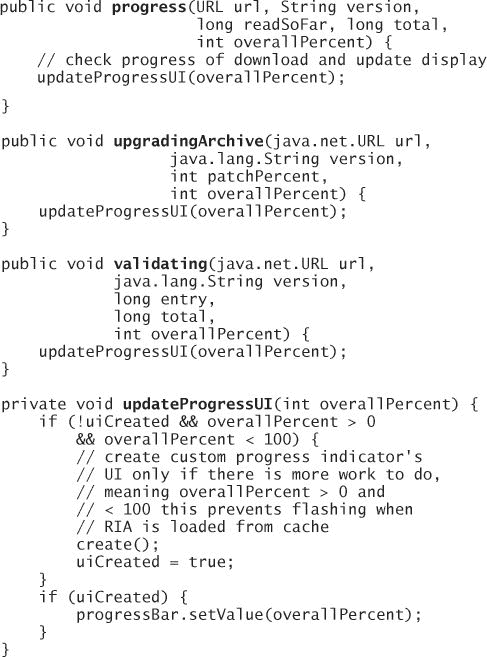 public void progress(URL url, String version,
                     long readSoFar, long total,
                     int overallPercent) {
    // check progress of download and update display
    updateProgressUI(overallPercent);

}

public void upgradingArchive(java.net.URL url,
                  java.lang.String version,
                  int patchPercent,
                  int overallPercent) {
    updateProgressUI(overallPercent);
}

public void validating(java.net.URL url,
            java.lang.String version,
            long entry,
            long total,
            int overallPercent) {
    updateProgressUI(overallPercent);
}

private void updateProgressUI(int overallPercent) {
    if (!uiCreated && overallPercent > 0
        && overallPercent < 100) {
        // create custom progress indicator's
        // UI only if there is more work to do,
        // meaning overallPercent > 0 and
        // < 100 this prevents flashing when
        // RIA is loaded from cache
        create();
        uiCreated = true;
    }
    if (uiCreated) {
        progressBar.setValue(overallPercent);
    }
}